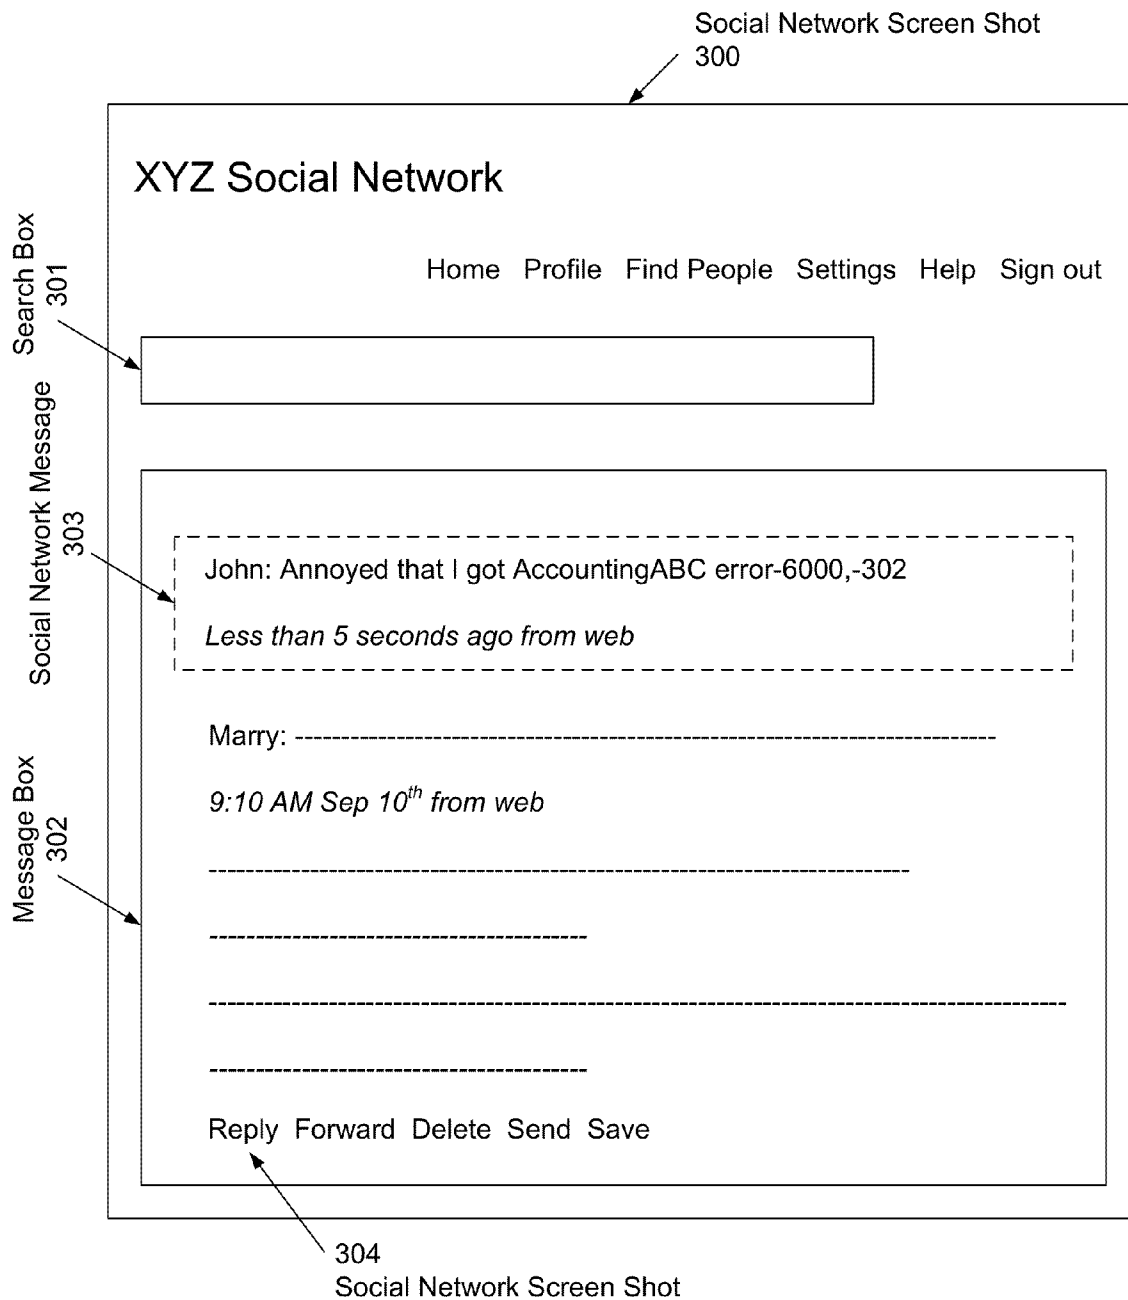 Social Network Screen Shot
300
XYZ Social Network
Home Profile Find People Settings Help Sign out
Search Box
301
Social Network Message
303
John: Annoyed that I got AccountingABC error-6000,-302
Less than 5 seconds ago from web
Marry: ----------------------------------------------------------------------------
9:10 AM Sep 10th from web
Message Box
302
----------------------------------------------------------------------------
-----------------------------------------
---------------------------------------------------------------------------------------------
-----------------------------------------
Reply Forward Delete Send Save
304
Social Network Screen Shot